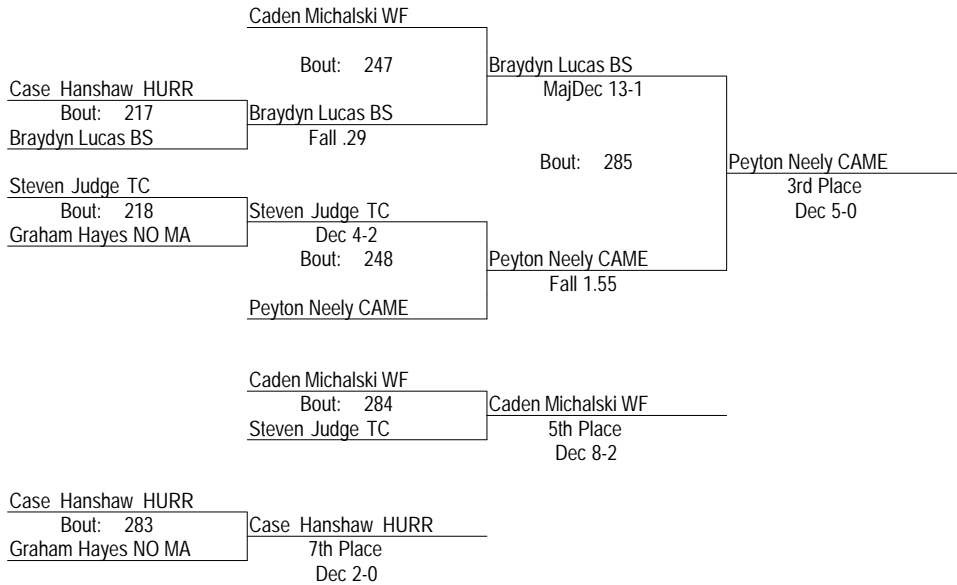 Caden Michalski WF
Bout: 247
Braydyn Lucas BS
MajDec 13-1
Case Hanshaw HURR
Bout: 217
Braydyn Lucas BS
Braydyn Lucas BS
Fall .29
Bout: 285
Peyton Neely CAME
3rd Place
Dec 5-0
Steven Judge TC
Bout: 218
Graham Hayes NO MA
Steven Judge TC
Dec 4-2
Bout: 248
Peyton Neely CAME
Fall 1.55
Peyton Neely CAME
Caden Michalski WF
Bout: 284
Steven Judge TC
Caden Michalski WF
5th Place
Dec 8-2
Case Hanshaw HURR
Bout: 283
Graham Hayes NO MA
Case Hanshaw HURR
7th Place
Dec 2-0